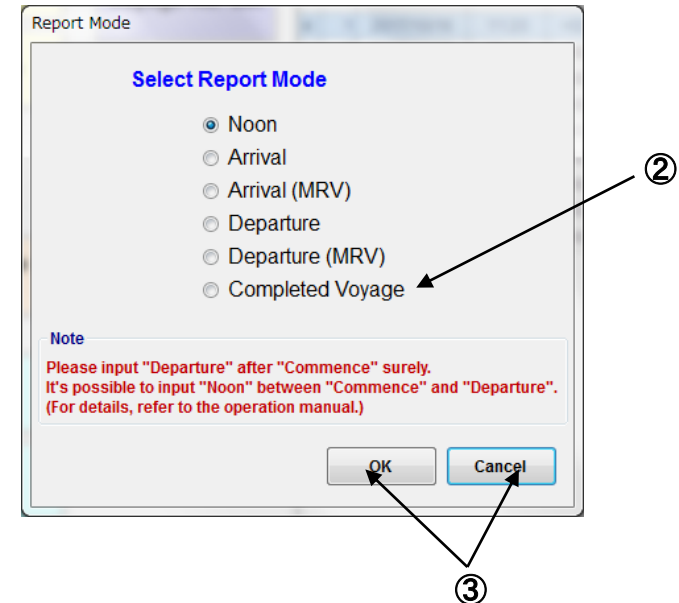 Report Mode
Select Report Mode
Noon
Arrival
Arrival (MRV)
Departure
Departure (MRV)
Completed Voyage
②
Note
Please input "Departure" after "Commence" surely.
It's possible to input "Noon" between "Commence" and "Departure".
(For details, refer to the operation manual.)
OK Cancel
③